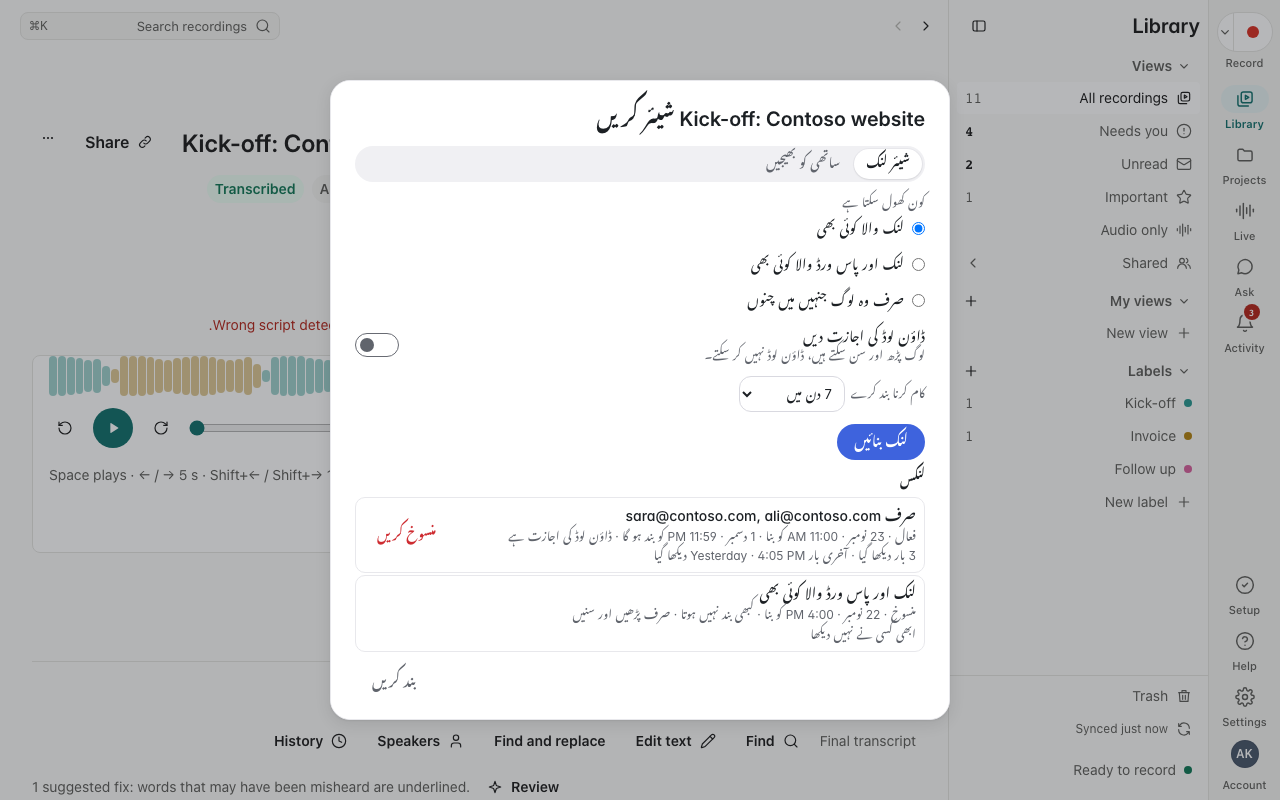 ⌘K
Search recordings
Library
Record
Views
All recordings 11
Library
Needs you 4
Unread 2
Projects
Important 1
Audio only
Live
Shared
Ask
My views
3
New view
Activity
Labels
Kick-off 1
Invoice 1
Follow up
New label
Setup
Help
Trash
Settings
Synced just now
AK
Ready to record
Account
... Share Kick-off: Con
Transcribed A
Wrong script dete.
Space plays · ← / → 5 s · Shift+← / Shift+→ 1
Kick-off: Contoso website شیئر کریں
شیئر لنک
ساتھی کو بھیجیں
کون کھول سکتا ہے
لنک والا کوئی بھی
لنک اور پاس ورڈ والا کوئی بھی
صرف وہ لوگ جنہیں میں چنوں
ڈاؤن لوڈ کی اجازت دیں
لوگ پڑھ اور سن سکتے ہیں، ڈاؤن لوڈ نہیں کر سکتے۔
کام کرنا بند کرے 7 دن میں
لنک بنائیں
لنکس
صرف sara@contoso.com, ali@contoso.com
فعال · 23 نومبر · 11:00 AM کو بنا · 1 دسمبر · 11:59 PM کو بند ہو گا · ڈاؤن لوڈ کی اجازت ہے
3 بار دیکھا گیا · آخری بار Yesterday · 4:05 PM دیکھا گیا
منسوخ کریں
لنک اور پاس ورڈ والا کوئی بھی
منسوخ · 22 نومبر · 4:00 PM کو بنا · کبھی بند نہیں ہوتا · صرف پڑھیں اور سنیں
ابھی کسی نے نہیں دیکھا
بند کریں
Final transcript Find Edit text Find and replace Speakers History
1 suggested fix: words that may have been misheard are underlined. Review